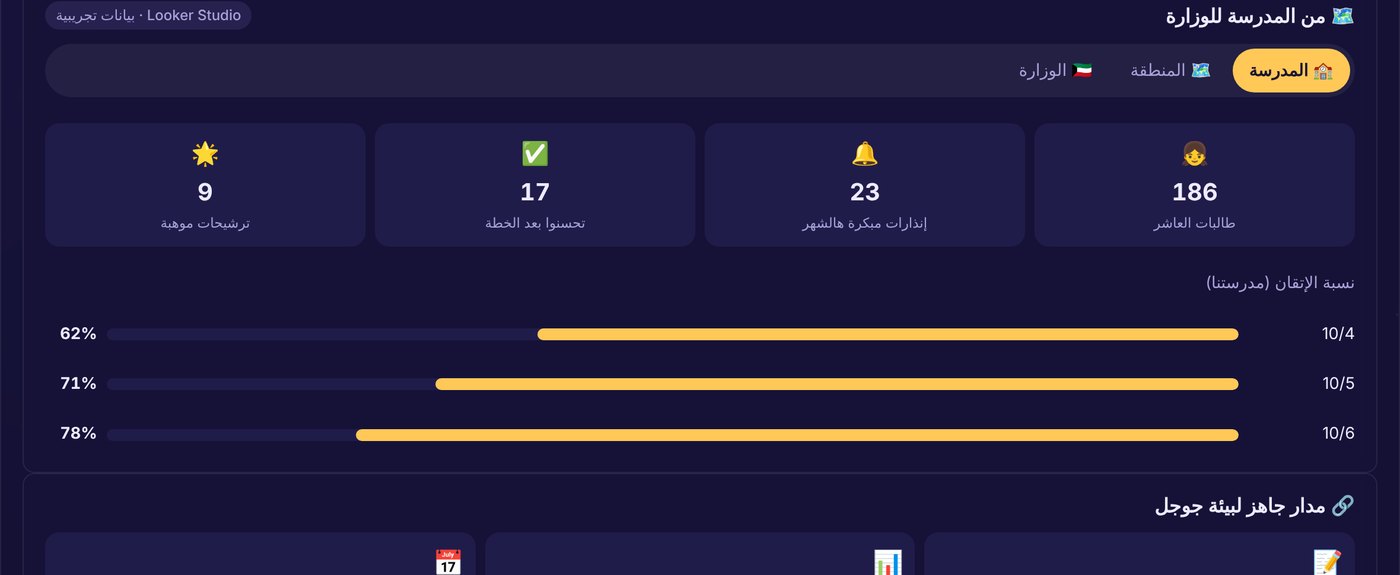 من المدرسة للوزارة
Looker Studio · بيانات تجريبية
المدرسة
المنطقة
الوزارة
186
طالبات العاشر
23
إنذارات مبكرة هالشهر
17
تحسنوا بعد الخطة
9
ترشيحات موهبة
نسبة الإتقان (مدرستنا)
10/4 62%
10/5 71%
10/6 78%
مدار جاهز لبيئة جوجل